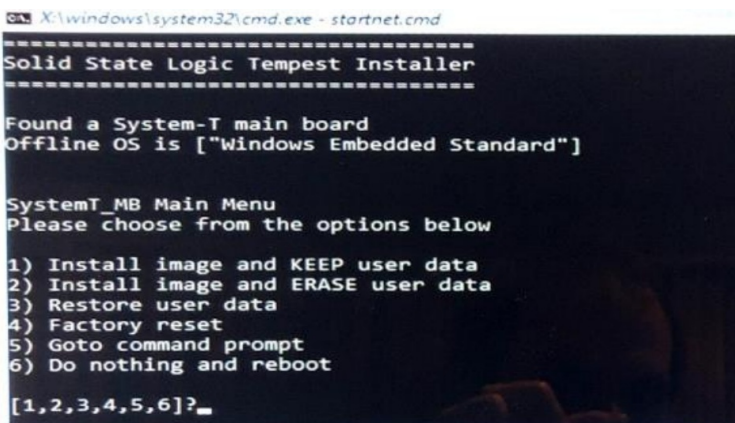 X:\windows\system32\cmd.exe - startnet.cmd
===================================
Solid State Logic Tempest Installer
===================================
Found a System-T main board
Offline OS is ["Windows Embedded Standard"]
SystemT_MB Main Menu
Please choose from the options below
1) Install image and KEEP user data
2) Install image and ERASE user data
3) Restore user data
4) Factory reset
5) Goto command prompt
6) Do nothing and reboot
[1,2,3,4,5,6]?_